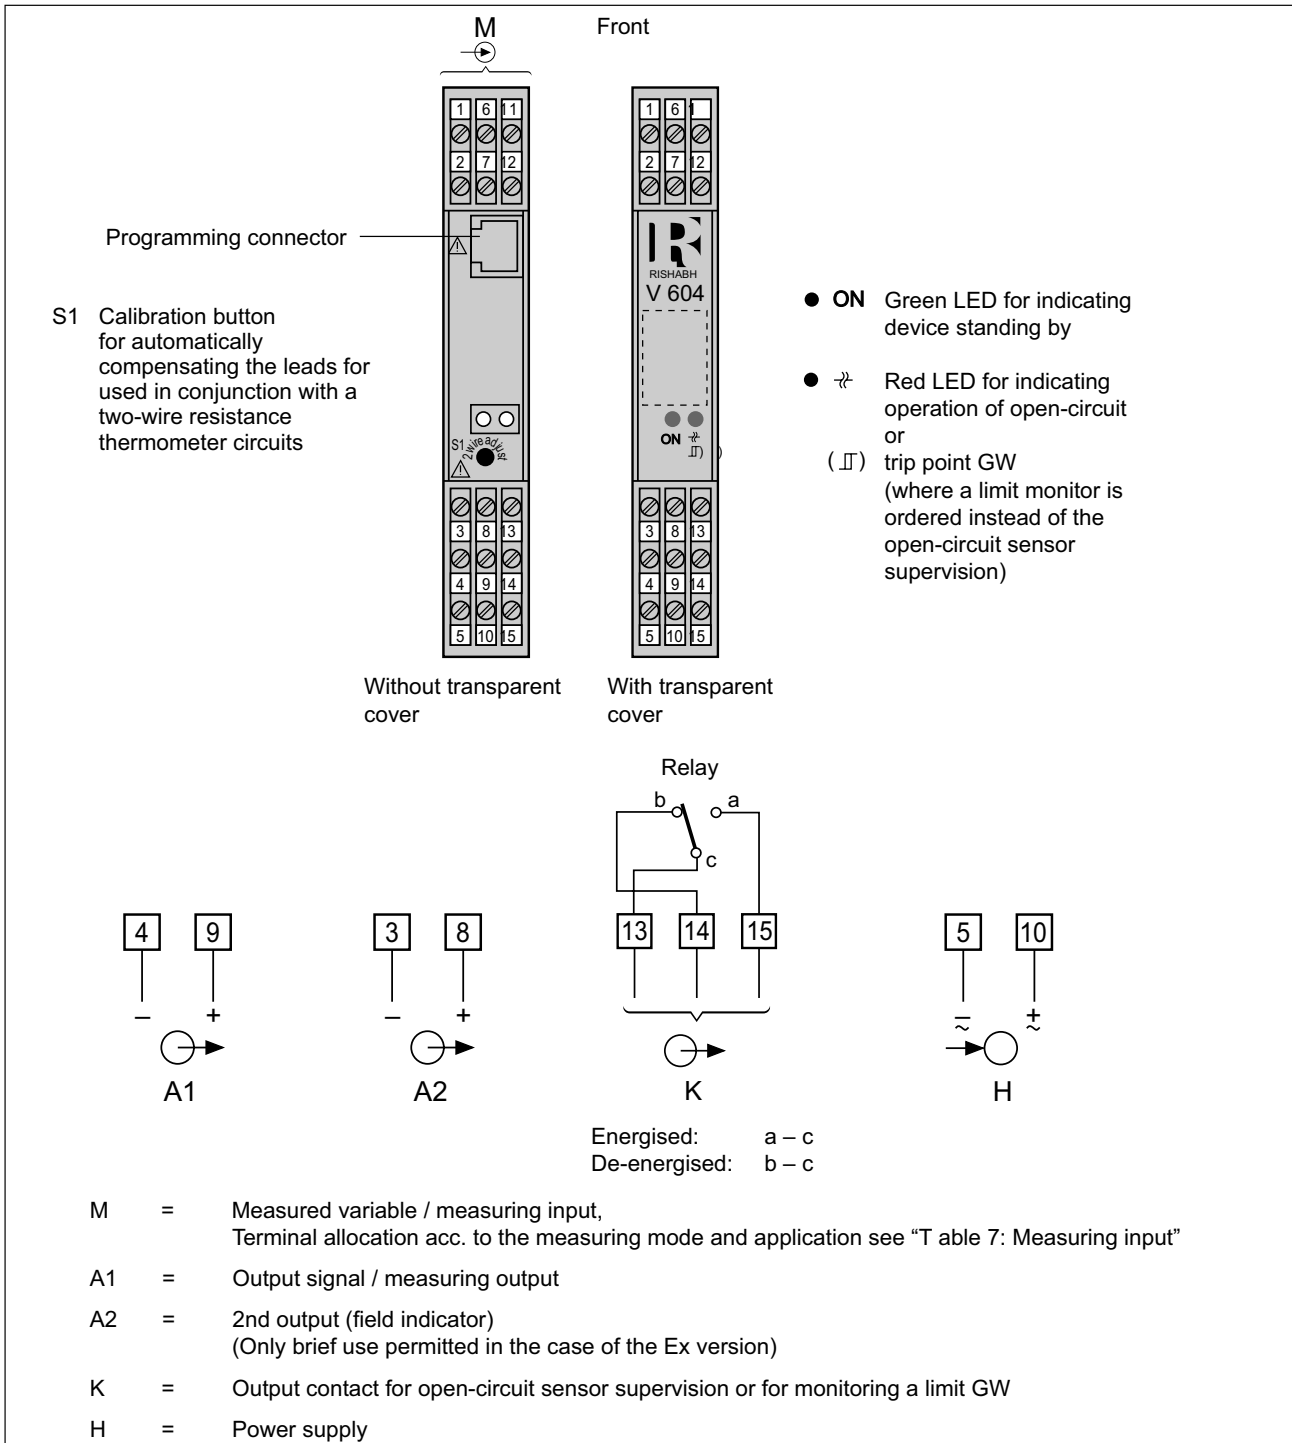 M
Front
1 6 11
2 7 12
1 6 1
2 7 12
Programming connector
S1 Calibration button
for automatically
compensating the leads for
used in conjunction with a
two-wire resistance
thermometer circuits
S1 2 wire adjust
RISHABH
V 604
ON
ON Green LED for indicating
device standing by
Red LED for indicating
operation of open-circuit
or
( ) trip point GW
(where a limit monitor is
ordered instead of the
open-circuit sensor
supervision)
3 8 13
4 9 14
5 10 15
3 8 13
4 9 14
5 10 15
Without transparent
cover
With transparent
cover
Relay
b a
c
4 9
3 8
13 14 15
5 10
– +
– +
– +
~ ~
A1
A2
K
H
Energised: a – c
De-energised: b – c
M = Measured variable / measuring input,
Terminal allocation acc. to the measuring mode and application see “T able 7: Measuring input”
A1 = Output signal / measuring output
A2 = 2nd output (field indicator)
(Only brief use permitted in the case of the Ex version)
K = Output contact for open-circuit sensor supervision or for monitoring a limit GW
H = Power supply